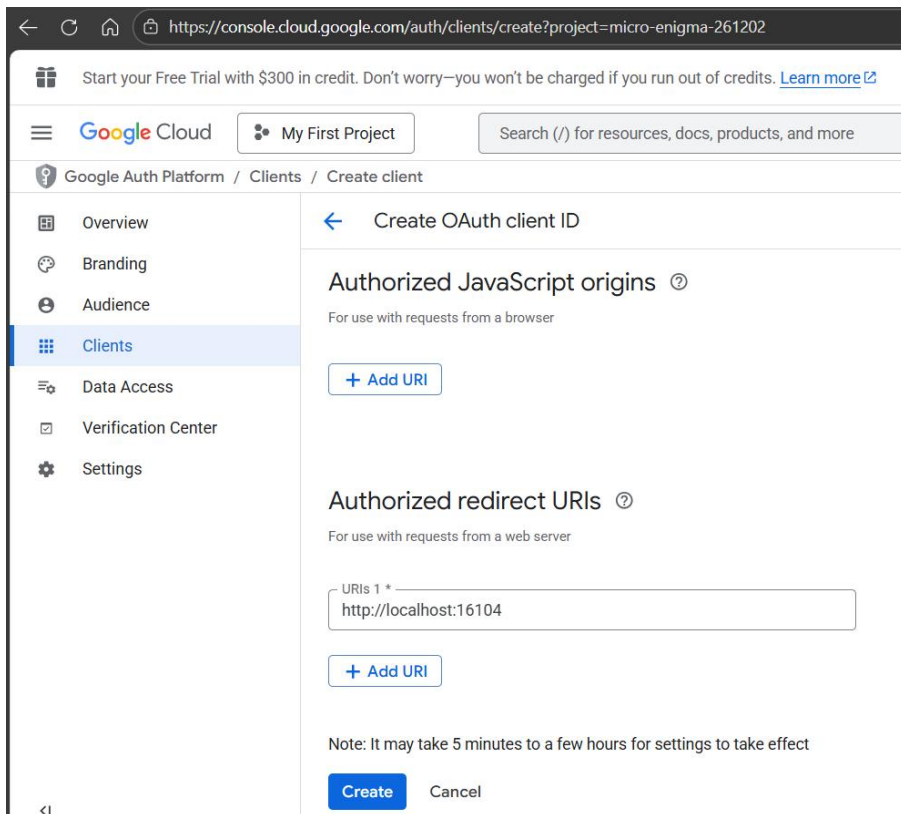 https://console.cloud.google.com/auth/clients/create?project=micro-enigma-261202
Start your Free Trial with $300 in credit. Don't worry—you won't be charged if you run out of credits. Learn more
Google Cloud
My First Project
Search (/) for resources, docs, products, and more
Google Auth Platform / Clients / Create client
Overview
Branding
Audience
Clients
Data Access
Verification Center
Settings
Create OAuth client ID
Authorized JavaScript origins
For use with requests from a browser
+ Add URI
Authorized redirect URIs
For use with requests from a web server
URIs 1 *
http://localhost:16104
+ Add URI
Note: It may take 5 minutes to a few hours for settings to take effect
Create Cancel